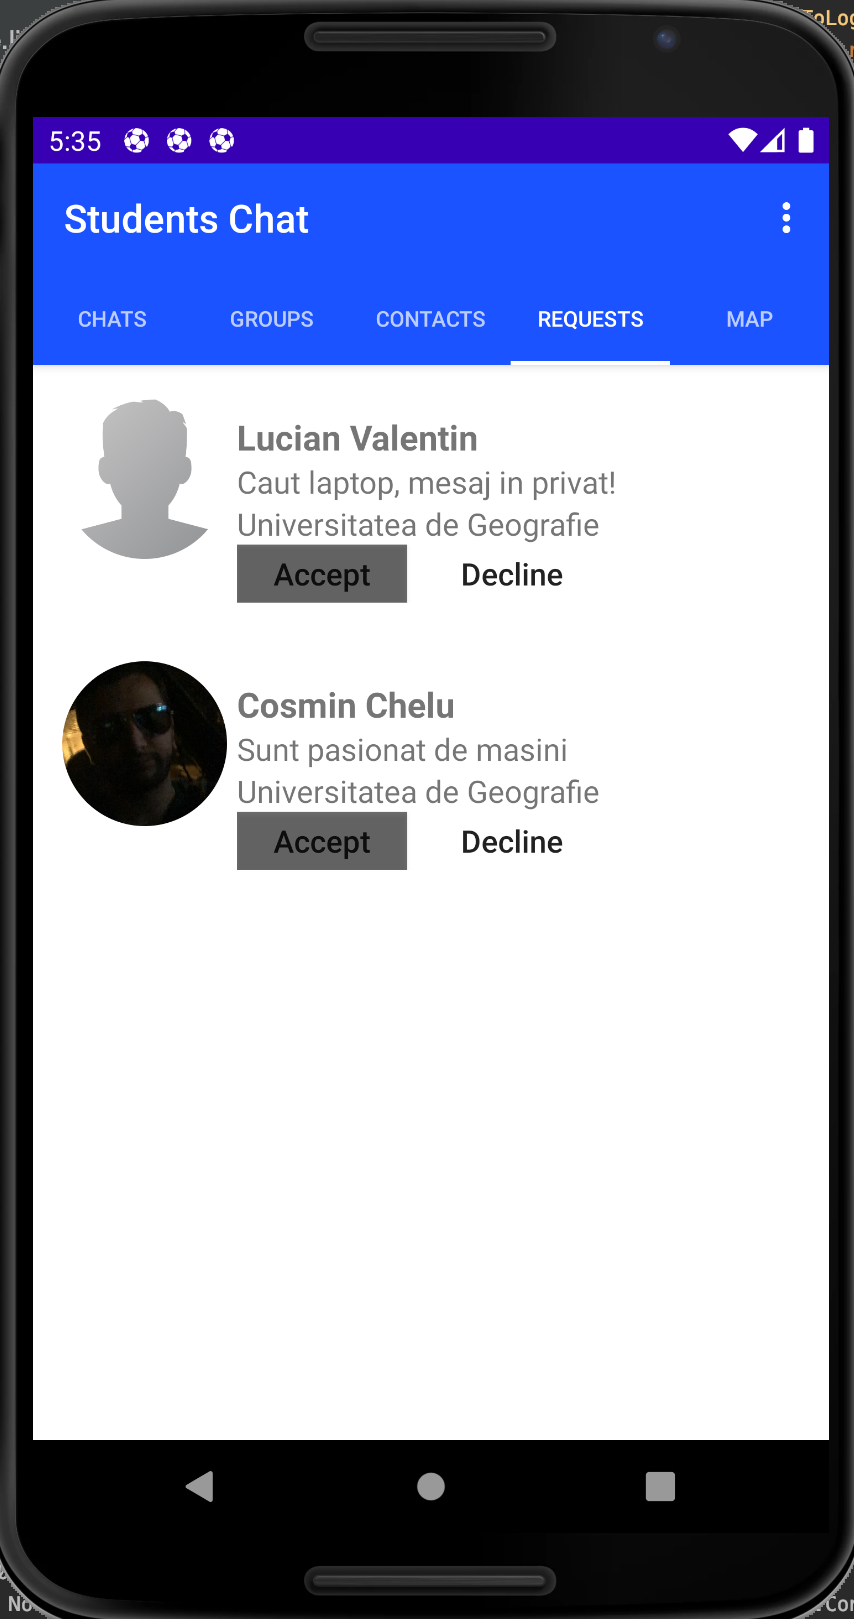 5:35
Students Chat
CHATS GROUPS CONTACTS REQUESTS MAP
Lucian Valentin
Caut laptop, mesaj in privat!
Universitatea de Geografie
Accept Decline
Cosmin Chelu
Sunt pasionat de masini
Universitatea de Geografie
Accept Decline